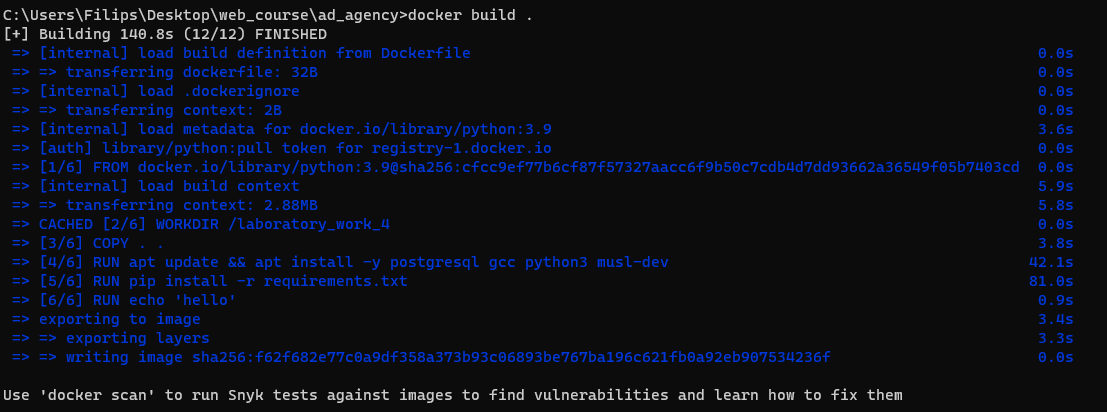 C:\Users\Filips\Desktop\web_course\ad_agency>docker build .
[+] Building 140.8s (12/12) FINISHED
=> [internal] load build definition from Dockerfile 0.0s
=> => transferring dockerfile: 32B 0.0s
=> [internal] load .dockerignore 0.0s
=> => transferring context: 2B 0.0s
=> [internal] load metadata for docker.io/library/python:3.9 3.6s
=> [auth] library/python:pull token for registry-1.docker.io 0.0s
=> [1/6] FROM docker.io/library/python:3.9@sha256:cfcc9ef77b6cf87f57327aacc6f9b50c7cdb4d7dd93662a36549f05b7403cd 0.0s
=> [internal] load build context 5.9s
=> => transferring context: 2.88MB 5.8s
=> CACHED [2/6] WORKDIR /laboratory_work_4 0.0s
=> [3/6] COPY . . 3.8s
=> [4/6] RUN apt update && apt install -y postgresql gcc python3 musl-dev 42.1s
=> [5/6] RUN pip install -r requirements.txt 81.0s
=> [6/6] RUN echo 'hello' 0.9s
=> exporting to image 3.4s
=> => exporting layers 3.3s
=> => writing image sha256:f62f682e77c0a9df358a373b93c06893be767ba196c621fb0a92eb907534236f 0.0s
Use 'docker scan' to run Snyk tests against images to find vulnerabilities and learn how to fix them